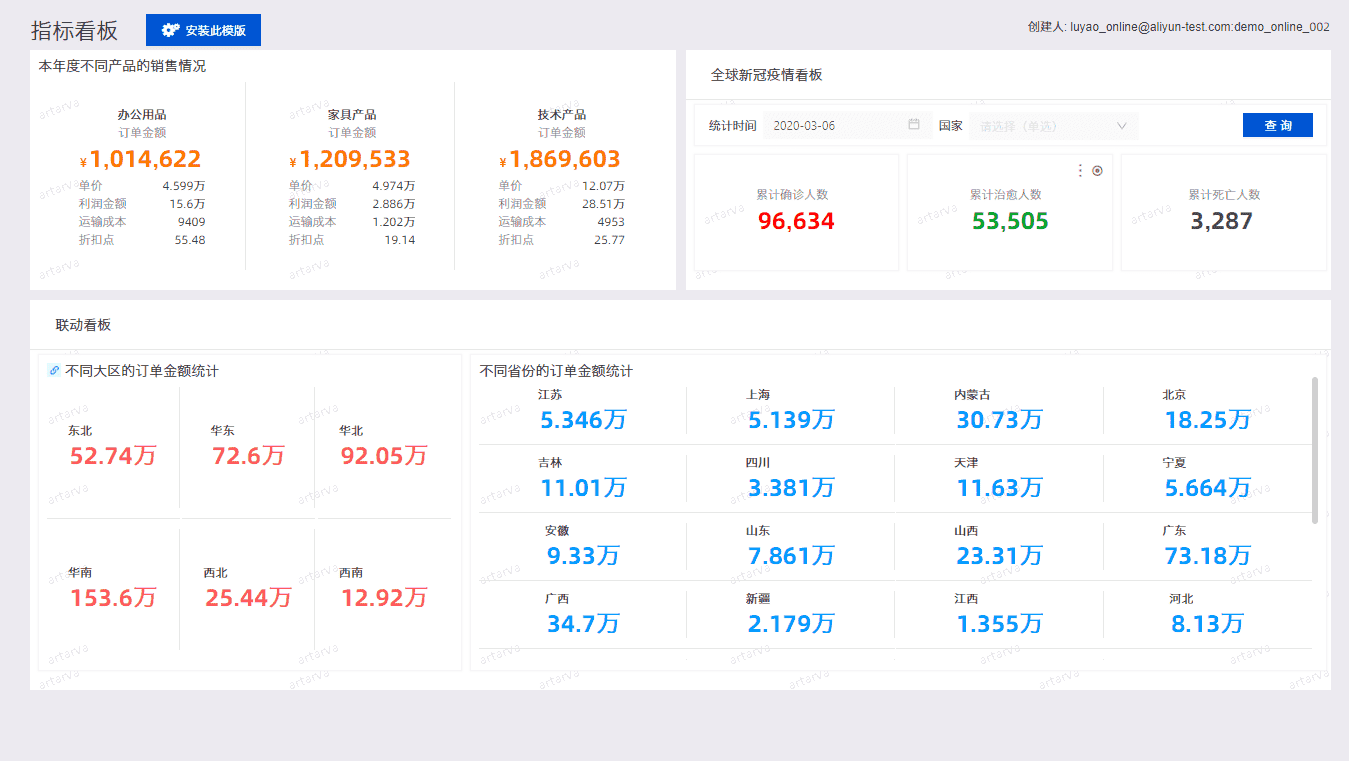 指标看板
安装此模版
创建人: luyao_online@aliyun-test.com:demo_online_002
本年度不同产品的销售情况
办公用品
订单金额
¥1,014,622
单价 4.599万
利润金额 15.6万
运输成本 9409
折扣点 55.48
家具产品
订单金额
¥1,209,533
单价 4.974万
利润金额 2.886万
运输成本 1.202万
折扣点 19.14
技术产品
订单金额
¥1,869,603
单价 12.07万
利润金额 28.51万
运输成本 4953
折扣点 25.77
全球新冠疫情看板
统计时间 2020-03-06 国家 请选择（单选） 查询
累计确诊人数
96,634
累计治愈人数
53,505
累计死亡人数
3,287
联动看板
不同大区的订单金额统计
东北 华东 华北
52.74万 72.6万 92.05万
华南 西北 西南
153.6万 25.44万 12.92万
不同省份的订单金额统计
江苏 上海 内蒙古 北京
5.346万 5.139万 30.73万 18.25万
吉林 四川 天津 宁夏
11.01万 3.381万 11.63万 5.664万
安徽 山东 山西 广东
9.33万 7.861万 23.31万 73.18万
广西 新疆 江西 河北
34.7万 2.179万 1.355万 8.13万